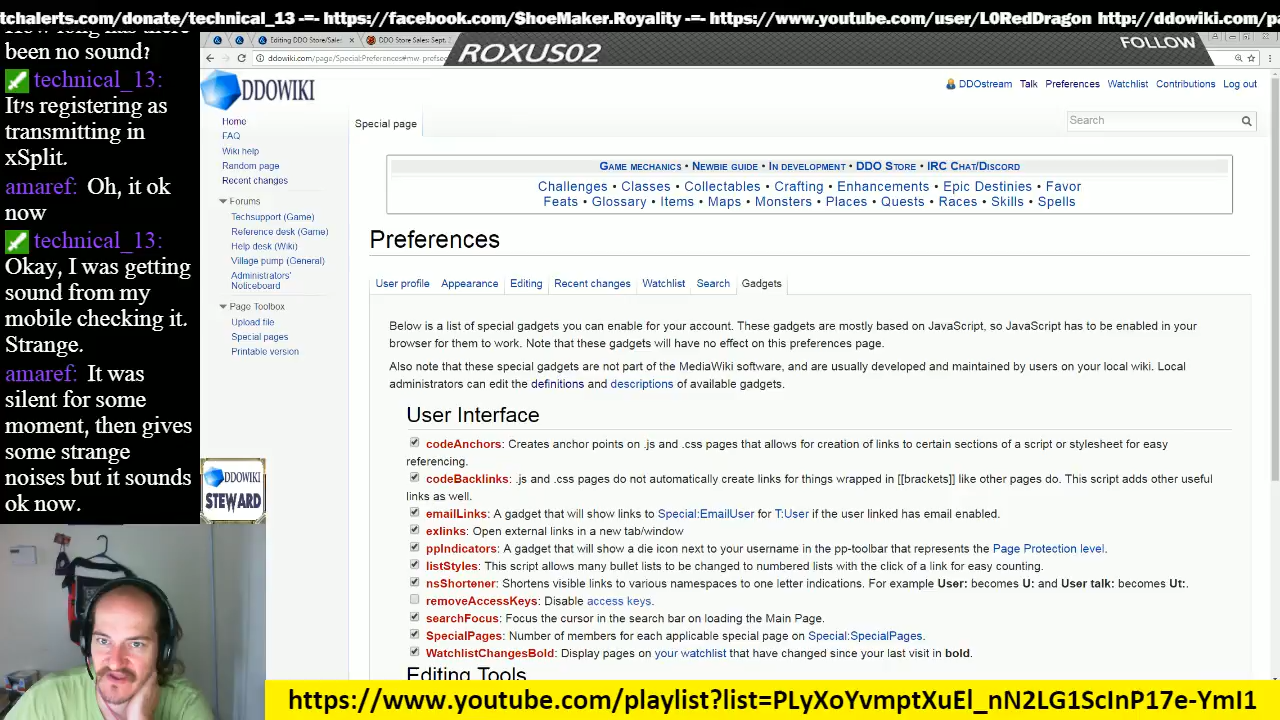 tchalerts.com/donate/technical_13 -=- https://facebook.com/ShoeMaker.Royality -=- https://www.youtube.com/user/L0RedDragon http://ddowiki.com/pa
been no sound?
technical_13:
It's registering as
transmitting in
xSplit.
amaref: Oh, it ok
now
technical_13:
Okay, I was getting
sound from my
mobile checking it.
Strange.
amaref: It was
silent for some
moment, then gives
some strange
noises but it sounds
ok now.
Editing DDO Store/Sale
DDO Store Sales: Sept.
ROXUS02
FOLLOW
ddowiki.com/page/Special:Preferences#mw-prefsec
DDOWIKI
DDOstream Talk Preferences Watchlist Contributions Log out
Home
FAQ
Wiki help
Random page
Recent changes
Forums
Techsupport (Game)
Reference desk (Game)
Help desk (Wiki)
Village pump (General)
Administrators'
Noticeboard
Page Toolbox
Upload file
Special pages
Printable version
DDOWIKI
STEWARD
Special page
Search
Game mechanics • Newbie guide • In development • DDO Store • IRC Chat/Discord
Challenges • Classes • Collectables • Crafting • Enhancements • Epic Destinies • Favor
Feats • Glossary • Items • Maps • Monsters • Places • Quests • Races • Skills • Spells
Preferences
User profile Appearance Editing Recent changes Watchlist Search Gadgets
Below is a list of special gadgets you can enable for your account. These gadgets are mostly based on JavaScript, so JavaScript has to be enabled in your
browser for them to work. Note that these gadgets will have no effect on this preferences page.
Also note that these special gadgets are not part of the MediaWiki software, and are usually developed and maintained by users on your local wiki. Local
administrators can edit the definitions and descriptions of available gadgets.
User Interface
codeAnchors: Creates anchor points on .js and .css pages that allows for creation of links to certain sections of a script or stylesheet for easy
referencing.
codeBacklinks: .js and .css pages do not automatically create links for things wrapped in [[brackets]] like other pages do. This script adds other useful
links as well.
emailLinks: A gadget that will show links to Special:EmailUser for T:User if the user linked has email enabled.
exlinks: Open external links in a new tab/window
ppIndicators: A gadget that will show a die icon next to your username in the pp-toolbar that represents the Page Protection level.
listStyles: This script allows many bullet lists to be changed to numbered lists with the click of a link for easy counting.
nsShortener: Shortens visible links to various namespaces to one letter indications. For example User: becomes U: and User talk: becomes Ut:.
removeAccessKeys: Disable access keys.
searchFocus: Focus the cursor in the search bar on loading the Main Page.
SpecialPages: Number of members for each applicable special page on Special:SpecialPages.
WatchlistChangesBold: Display pages on your watchlist that have changed since your last visit in bold.
Editing Tools
https://www.youtube.com/playlist?list=PLyXoYvmptXuEl_nN2LG1ScInP17e-YmI1